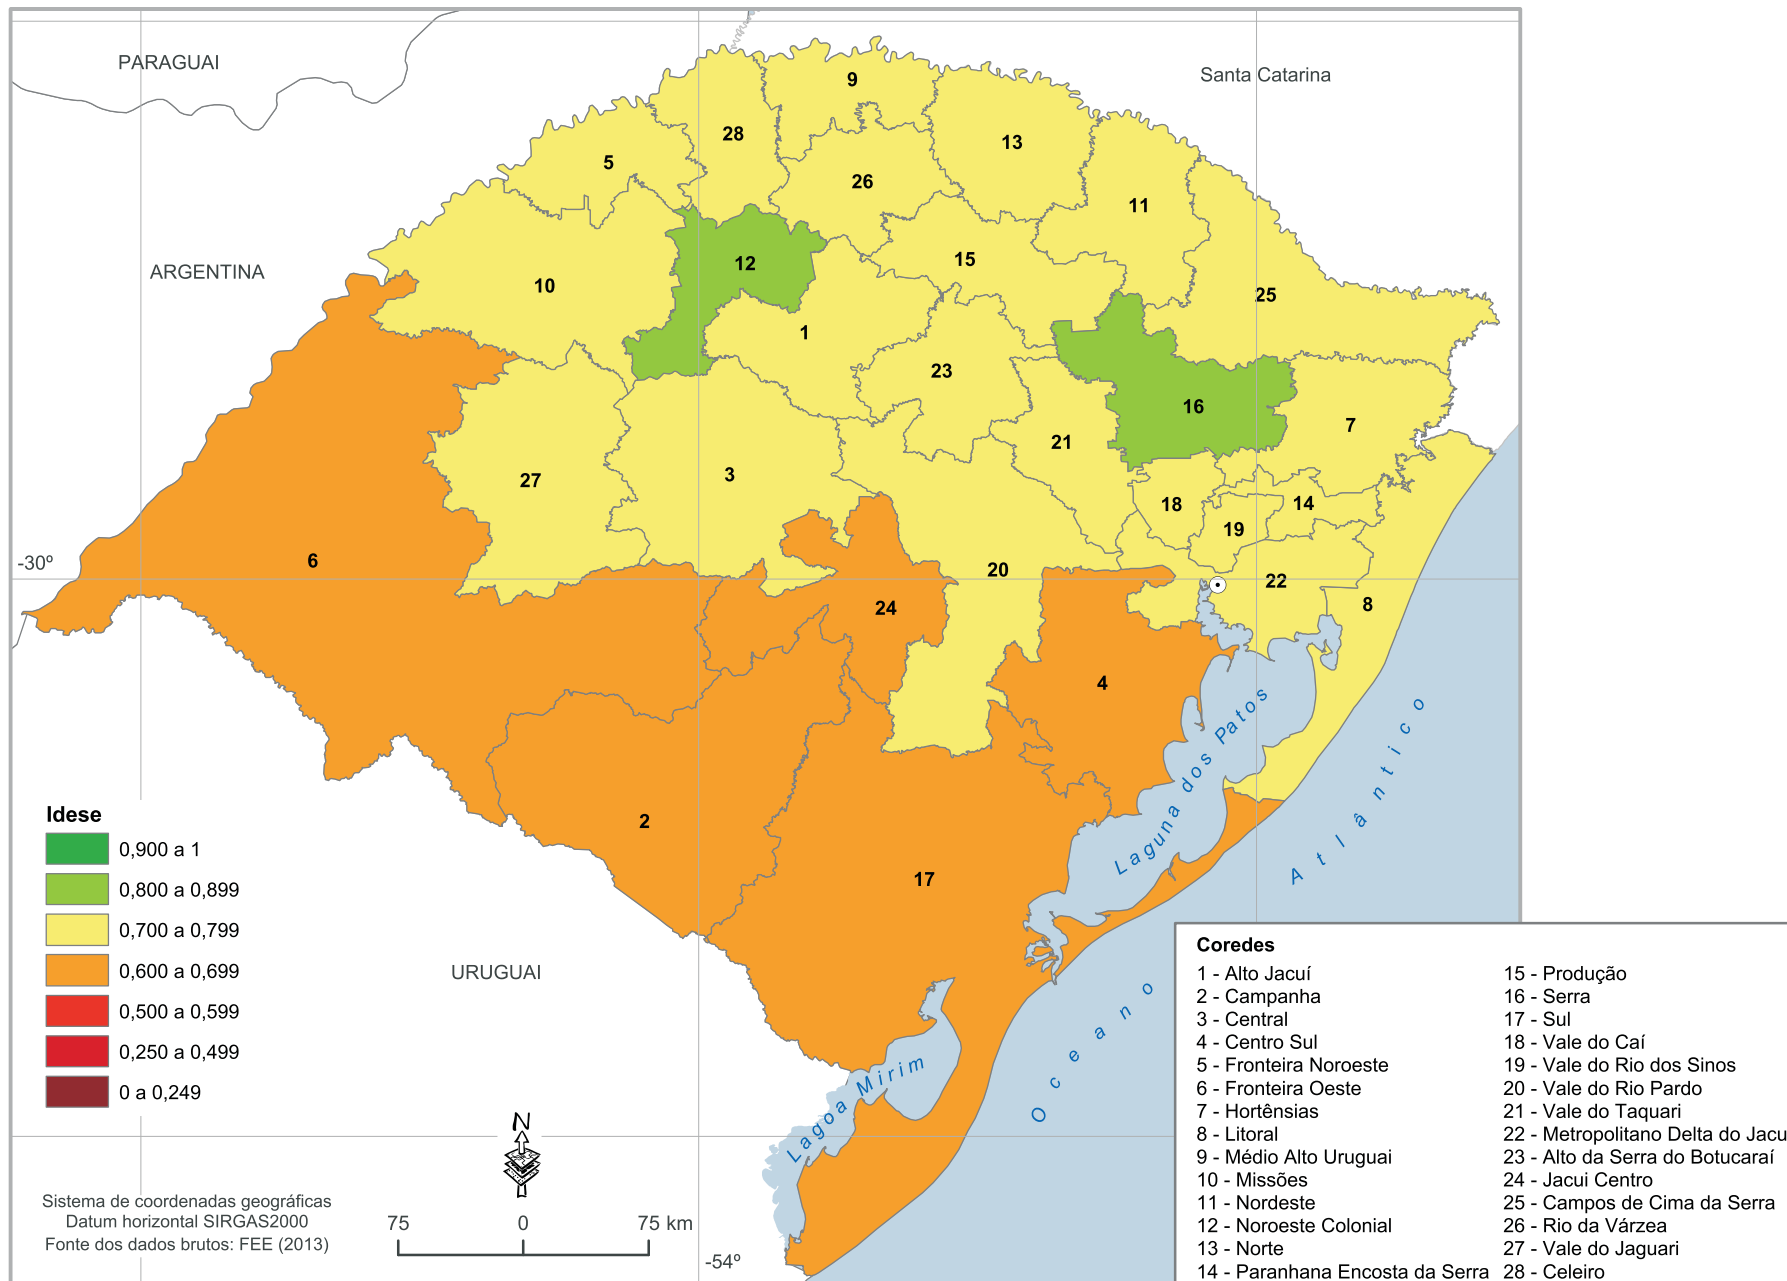 PARAGUAI
Santa Catarina
ARGENTINA
9
28
13
5
26
11
12
15
10
25
1
23
16
7
21
3
27
18
14
19
-30º
6
20
22
24
8
4
2
17
Laguna dos Patos
Oceano Atlântico
Lagoa Mirim
URUGUAI
Idese
0,900 a 1
0,800 a 0,899
0,700 a 0,799
0,600 a 0,699
0,500 a 0,599
0,250 a 0,499
0 a 0,249
N
Sistema de coordenadas geográficas
Datum horizontal SIRGAS2000
Fonte dos dados brutos: FEE (2013)
75 0 75 km
-54º
Coredes
1 - Alto Jacuí
2 - Campanha
3 - Central
4 - Centro Sul
5 - Fronteira Noroeste
6 - Fronteira Oeste
7 - Hortênsias
8 - Litoral
9 - Médio Alto Uruguai
10 - Missões
11 - Nordeste
12 - Noroeste Colonial
13 - Norte
14 - Paranhana Encosta da Serra
15 - Produção
16 - Serra
17 - Sul
18 - Vale do Caí
19 - Vale do Rio dos Sinos
20 - Vale do Rio Pardo
21 - Vale do Taquari
22 - Metropolitano Delta do Jacu
23 - Alto da Serra do Botucaraí
24 - Jacui Centro
25 - Campos de Cima da Serra
26 - Rio da Várzea
27 - Vale do Jaguari
28 - Celeiro